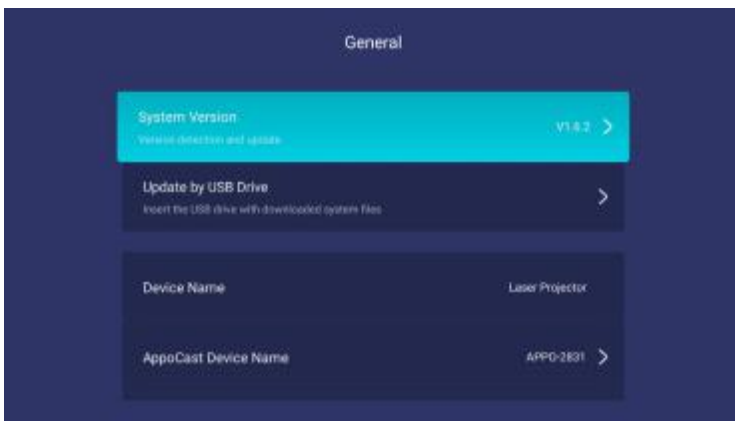 General
System Version
V1.6.2
Version detection and update
Update by USB Drive
Insert the USB drive with downloaded system files
Device Name
Laser Projector
AppoCast Device Name
APPO-2831